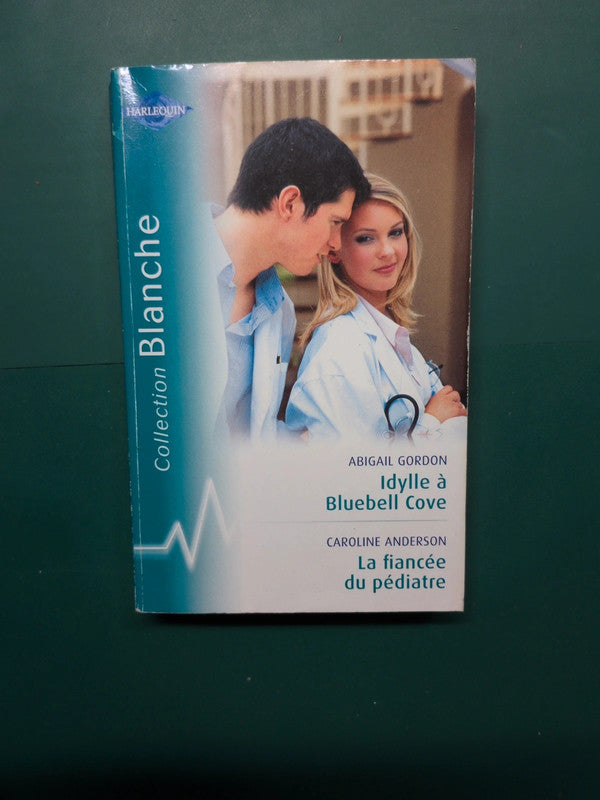 HARLEQUIN
Collection Blanche
ABIGAIL GORDON
Idylle à
Bluebell Cove
CAROLINE ANDERSON
La fiancée
du pédiatre